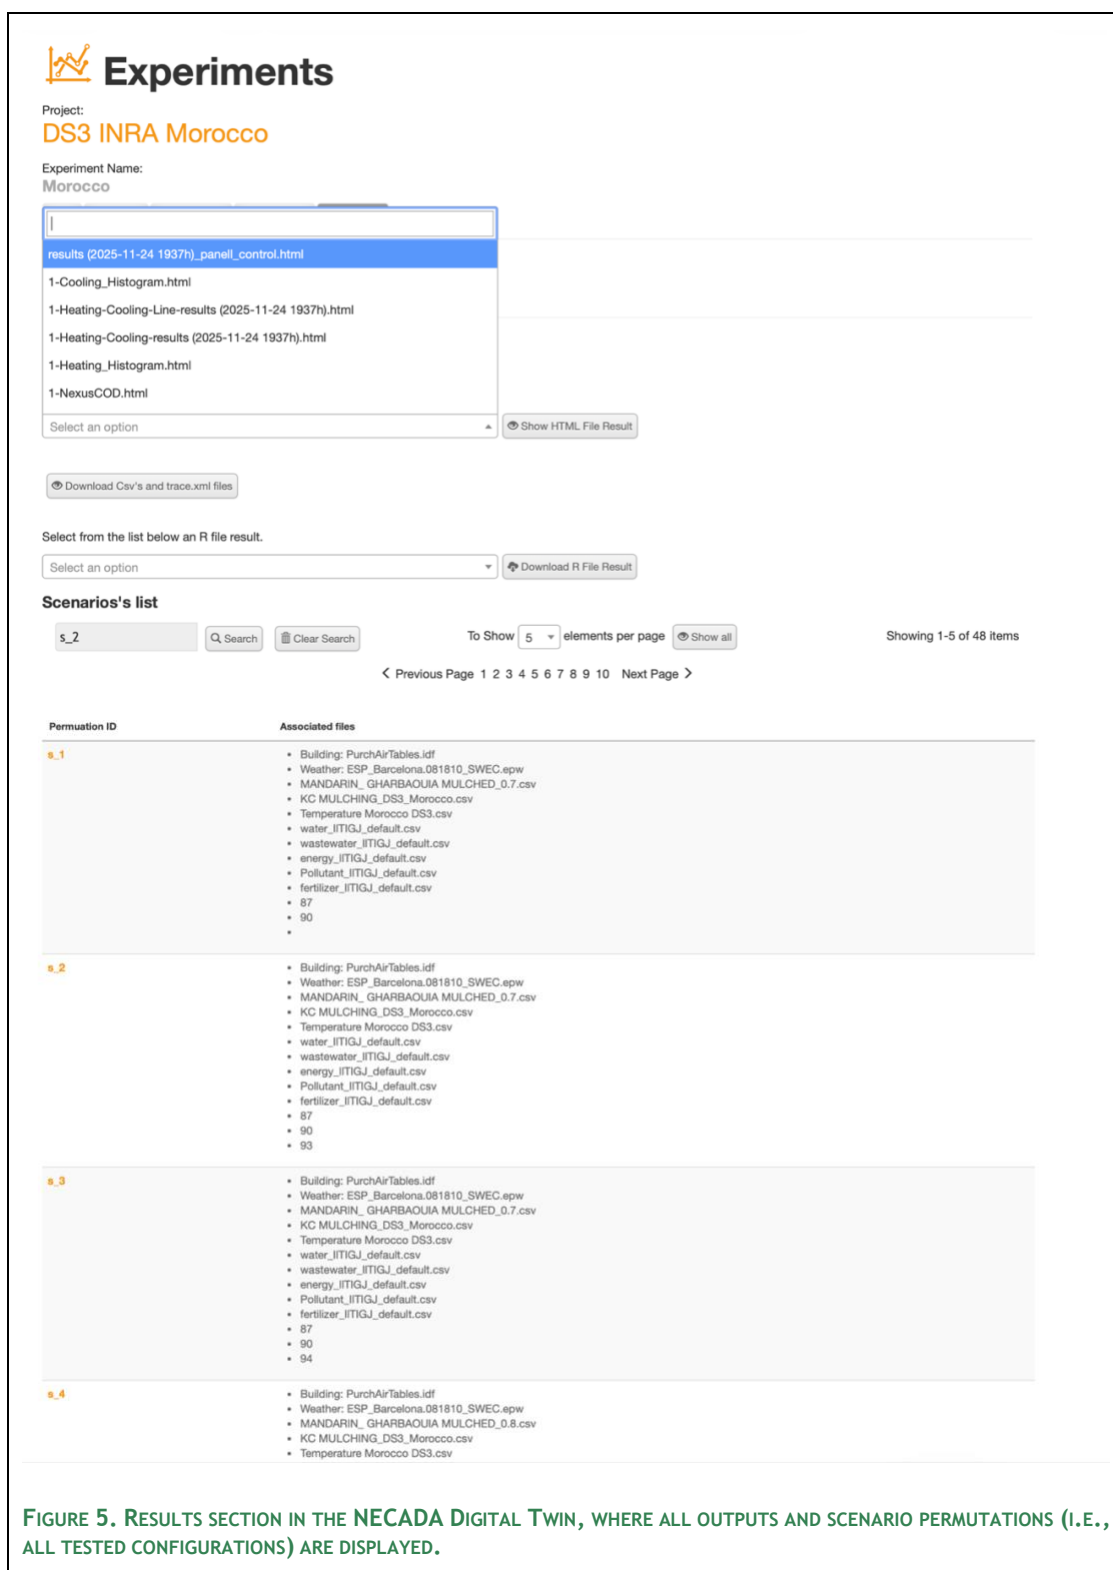 Experiments
Project:
DS3 INRA Morocco
Experiment Name:
Morocco
results (2025-11-24 1937h)_panell_control.html
1-Cooling_Histogram.html
1-Heating-Cooling-Line-results (2025-11-24 1937h).html
1-Heating-Cooling-results (2025-11-24 1937h).html
1-Heating_Histogram.html
1-NexusCOD.html
Select an option Show HTML File Result
Download Csv's and trace.xml files
Select from the list below an R file result.
Select an option Download R File Result
Scenarios's list
s_2 Search Clear Search To Show 5 elements per page Show all Showing 1-5 of 48 items
Previous Page 1 2 3 4 5 6 7 8 9 10 Next Page
Permuation ID Associated files
s_1 • Building: PurchAirTables.idf
• Weather: ESP_Barcelona.081810_SWEC.epw
• MANDARIN_ GHARBAOUIA MULCHED_0.7.csv
• KC MULCHING_DS3_Morocco.csv
• Temperature Morocco DS3.csv
• water_IITIGJ_default.csv
• wastewater_IITIGJ_default.csv
• energy_IITIGJ_default.csv
• Pollutant_IITIGJ_default.csv
• fertilizer_IITIGJ_default.csv
• 87
• 90
•
s_2 • Building: PurchAirTables.idf
• Weather: ESP_Barcelona.081810_SWEC.epw
• MANDARIN_ GHARBAOUIA MULCHED_0.7.csv
• KC MULCHING_DS3_Morocco.csv
• Temperature Morocco DS3.csv
• water_IITIGJ_default.csv
• wastewater_IITIGJ_default.csv
• energy_IITIGJ_default.csv
• Pollutant_IITIGJ_default.csv
• fertilizer_IITIGJ_default.csv
• 87
• 90
• 93
s_3 • Building: PurchAirTables.idf
• Weather: ESP_Barcelona.081810_SWEC.epw
• MANDARIN_ GHARBAOUIA MULCHED_0.7.csv
• KC MULCHING_DS3_Morocco.csv
• Temperature Morocco DS3.csv
• water_IITIGJ_default.csv
• wastewater_IITIGJ_default.csv
• energy_IITIGJ_default.csv
• Pollutant_IITIGJ_default.csv
• fertilizer_IITIGJ_default.csv
• 87
• 90
• 94
s_4 • Building: PurchAirTables.idf
• Weather: ESP_Barcelona.081810_SWEC.epw
• MANDARIN_ GHARBAOUIA MULCHED_0.8.csv
• KC MULCHING_DS3_Morocco.csv
• Temperature Morocco DS3.csv
FIGURE 5. RESULTS SECTION IN THE NECADA DIGITAL TWIN, WHERE ALL OUTPUTS AND SCENARIO PERMUTATIONS (I.E.,
ALL TESTED CONFIGURATIONS) ARE DISPLAYED.